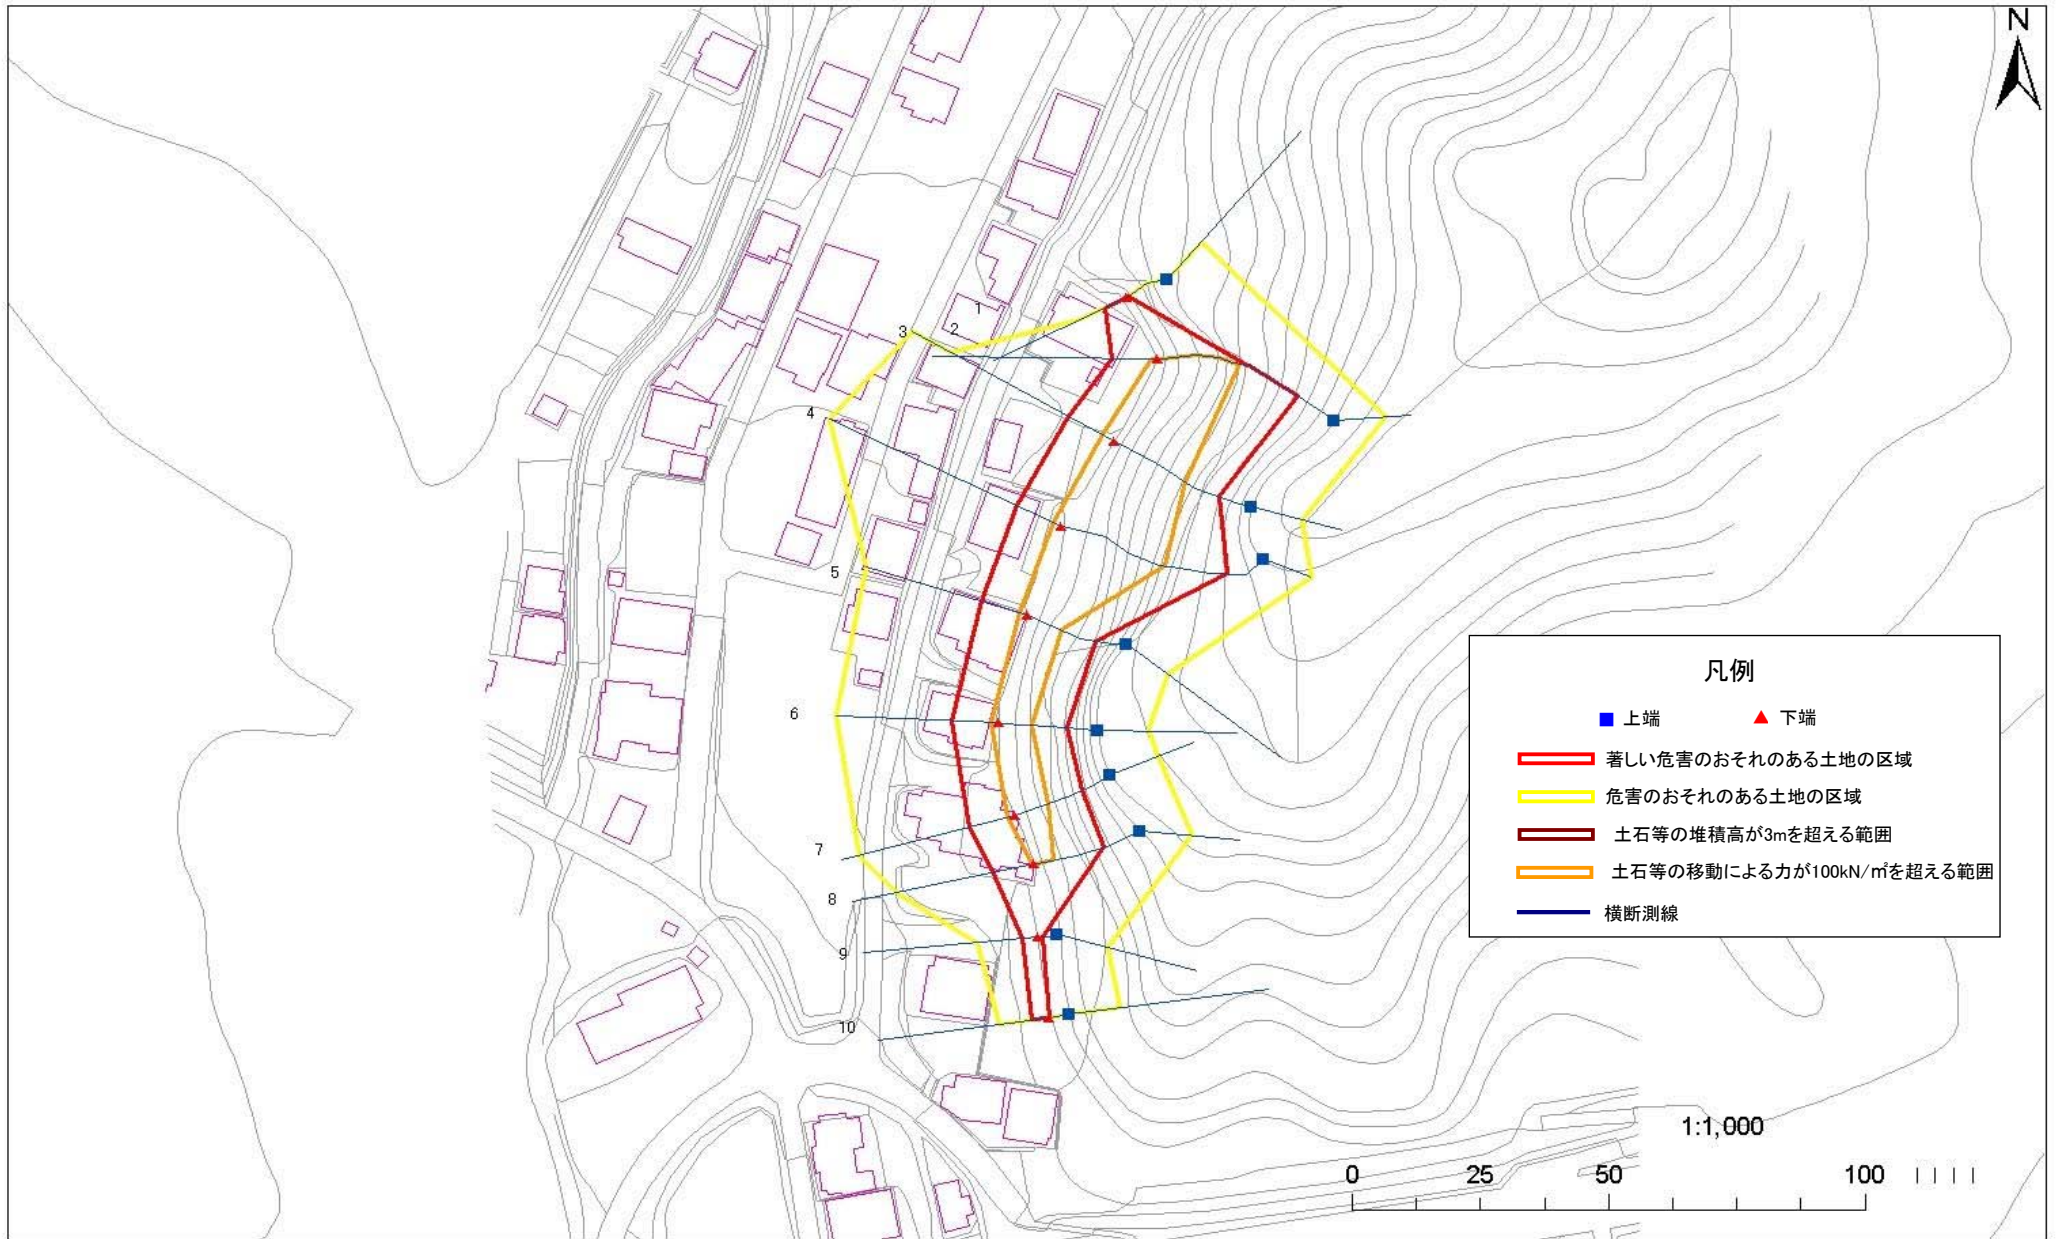 N
1
2
3
4
5
6
7
8
9
10
凡例
上端 下端
著しい危害のおそれのある土地の区域
危害のおそれのある土地の区域
土石等の堆積高が3mを超える範囲
土石等の移動による力が100kN/㎡を超える範囲
横断測線
1:1,000
0 25 50 100